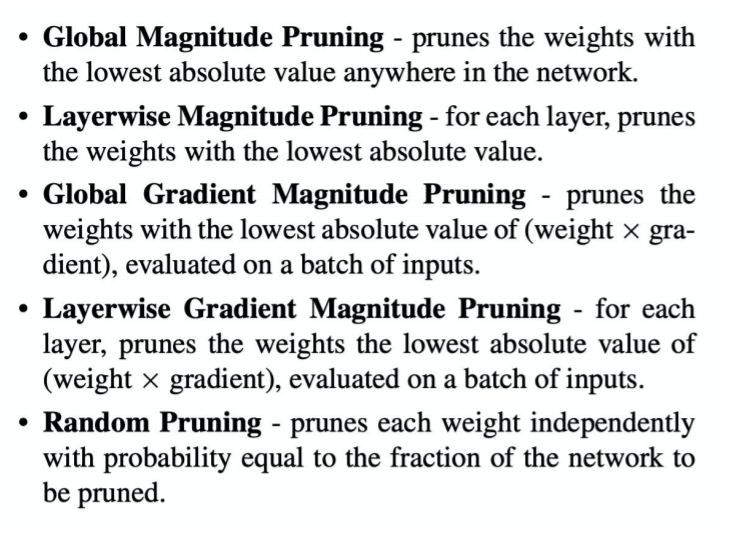 • Global Magnitude Pruning - prunes the weights with
the lowest absolute value anywhere in the network.
• Layerwise Magnitude Pruning - for each layer, prunes
the weights with the lowest absolute value.
• Global Gradient Magnitude Pruning - prunes the
weights with the lowest absolute value of (weight × gra-
dient), evaluated on a batch of inputs.
• Layerwise Gradient Magnitude Pruning - for each
layer, prunes the weights the lowest absolute value of
(weight × gradient), evaluated on a batch of inputs.
• Random Pruning - prunes each weight independently
with probability equal to the fraction of the network to
be pruned.